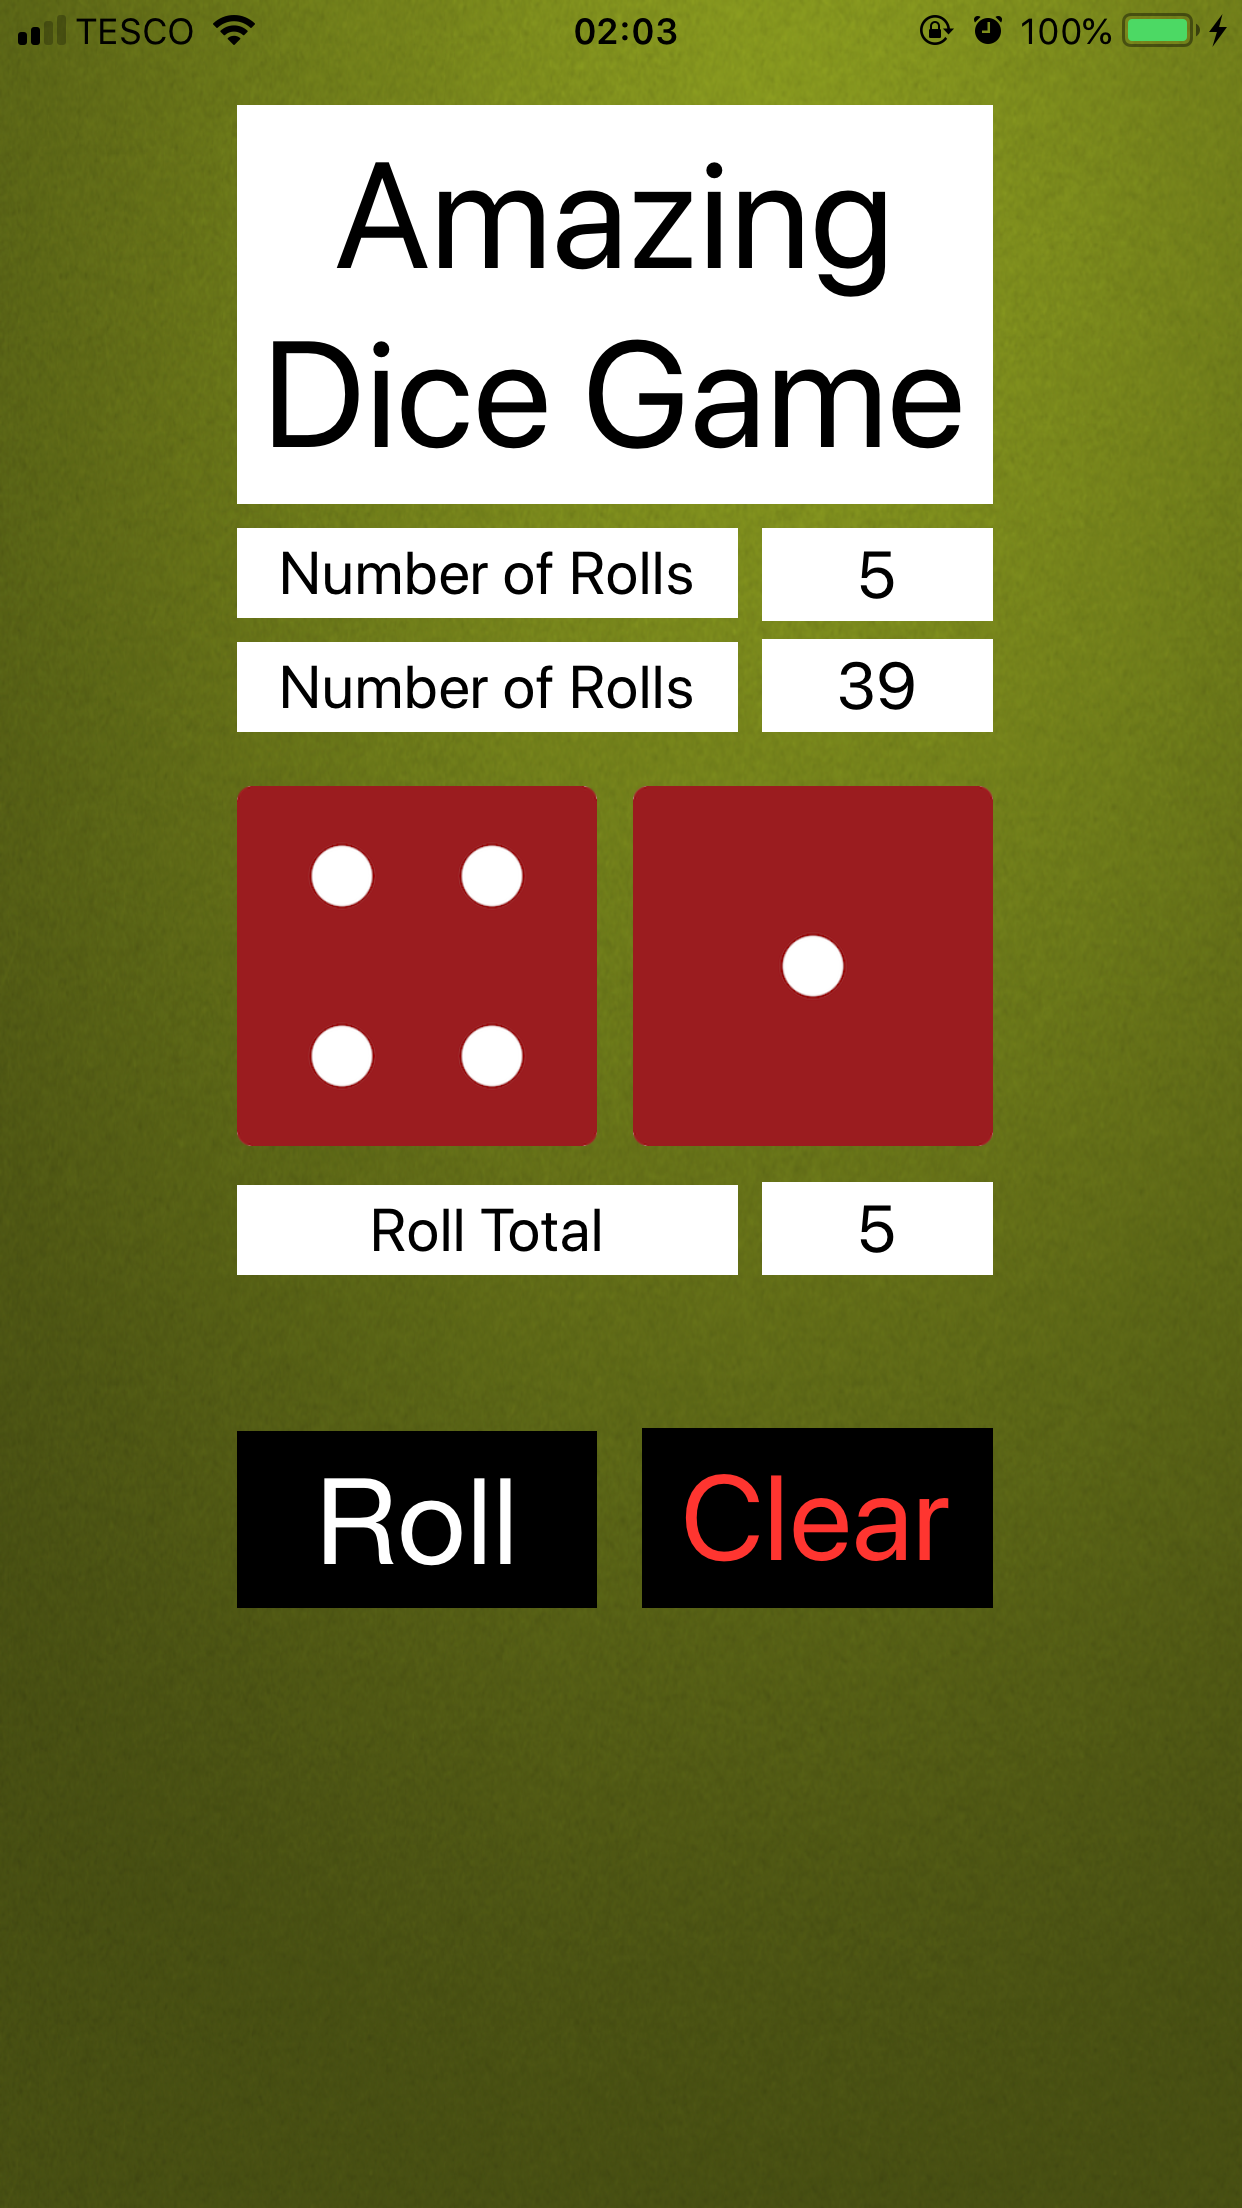 TESCO 02:03 100%
Amazing
Dice Game
Number of Rolls 5
Number of Rolls 39
Roll Total 5
Roll Clear